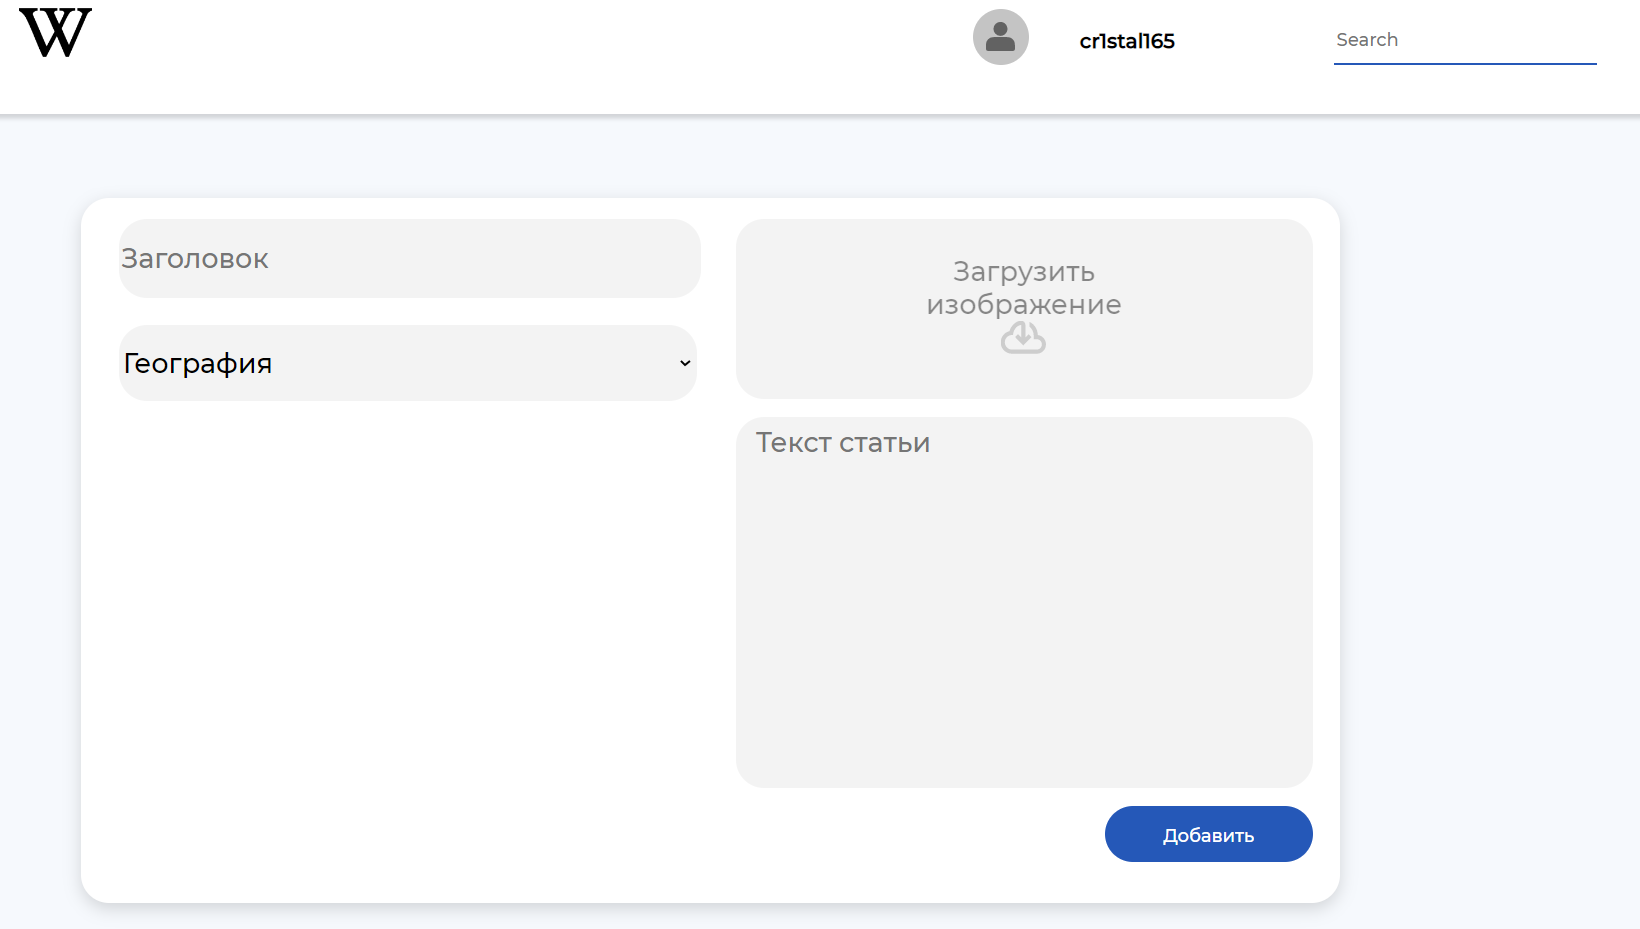 W
cr1stal165
Search
Заголовок
География
Загрузить
изображение
Текст статьи
Добавить